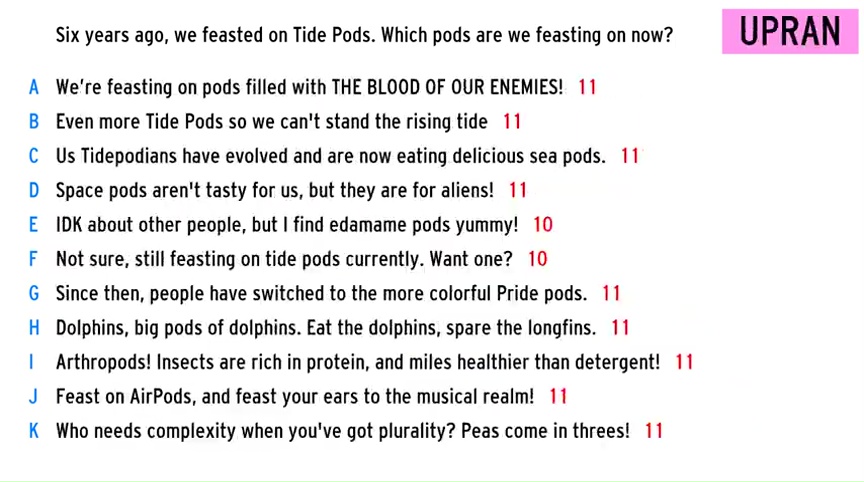 Six years ago, we feasted on Tide Pods. Which pods are we feasting on now?
UPRAN
A We're feasting on pods filled with THE BLOOD OF OUR ENEMIES! 11
B Even more Tide Pods so we can't stand the rising tide 11
C Us Tidepodians have evolved and are now eating delicious sea pods. 11
D Space pods aren't tasty for us, but they are for aliens! 11
E IDK about other people, but I find edamame pods yummy! 10
F Not sure, still feasting on tide pods currently. Want one? 10
G Since then, people have switched to the more colorful Pride pods. 11
H Dolphins, big pods of dolphins. Eat the dolphins, spare the longfins. 11
I Arthropods! Insects are rich in protein, and miles healthier than detergent! 11
J Feast on AirPods, and feast your ears to the musical realm! 11
K Who needs complexity when you've got plurality? Peas come in threes! 11